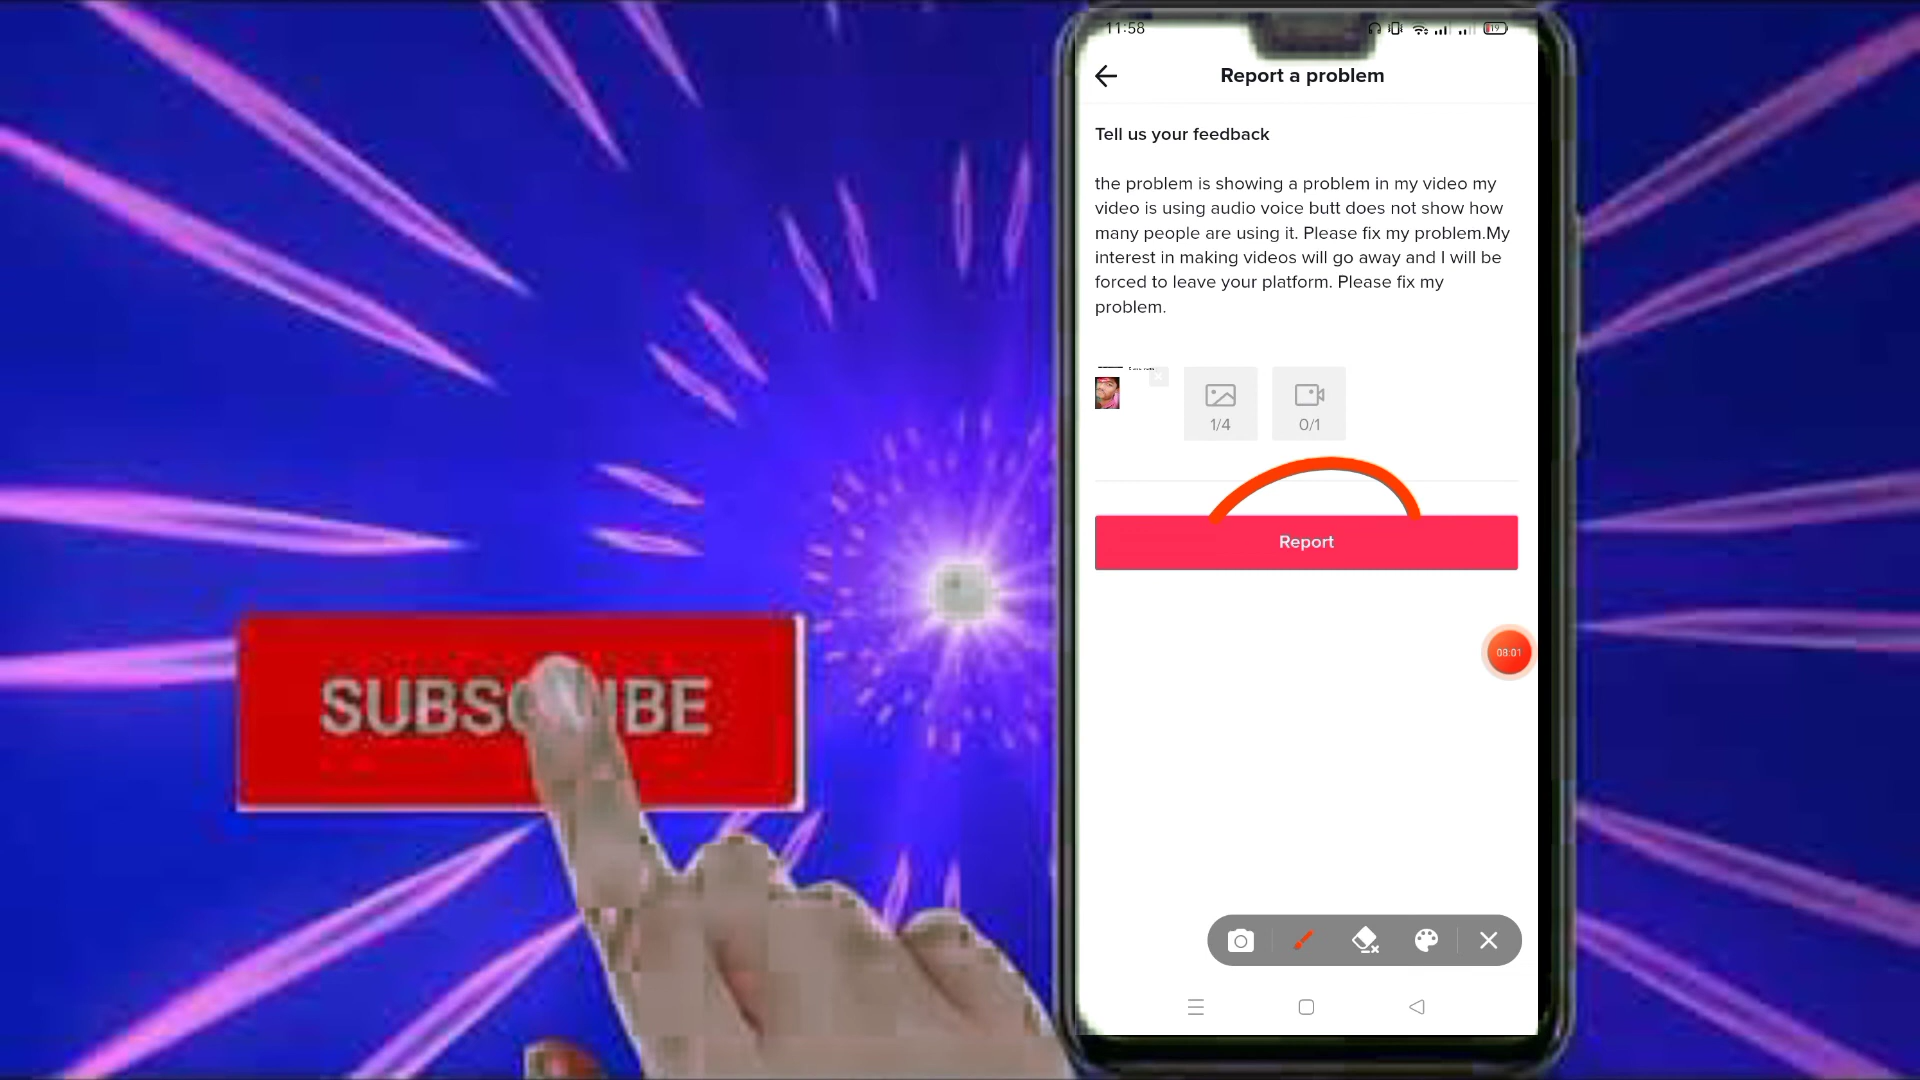 11:58
19
Report a problem
Tell us your feedback
the problem is showing a problem in my video my
video is using audio voice butt does not show how
many people are using it. Please fix my problem.My
interest in making videos will go away and I will be
forced to leave your platform. Please fix my
problem.
1/4
0/1
Report
08:01
SUBSCRIBE